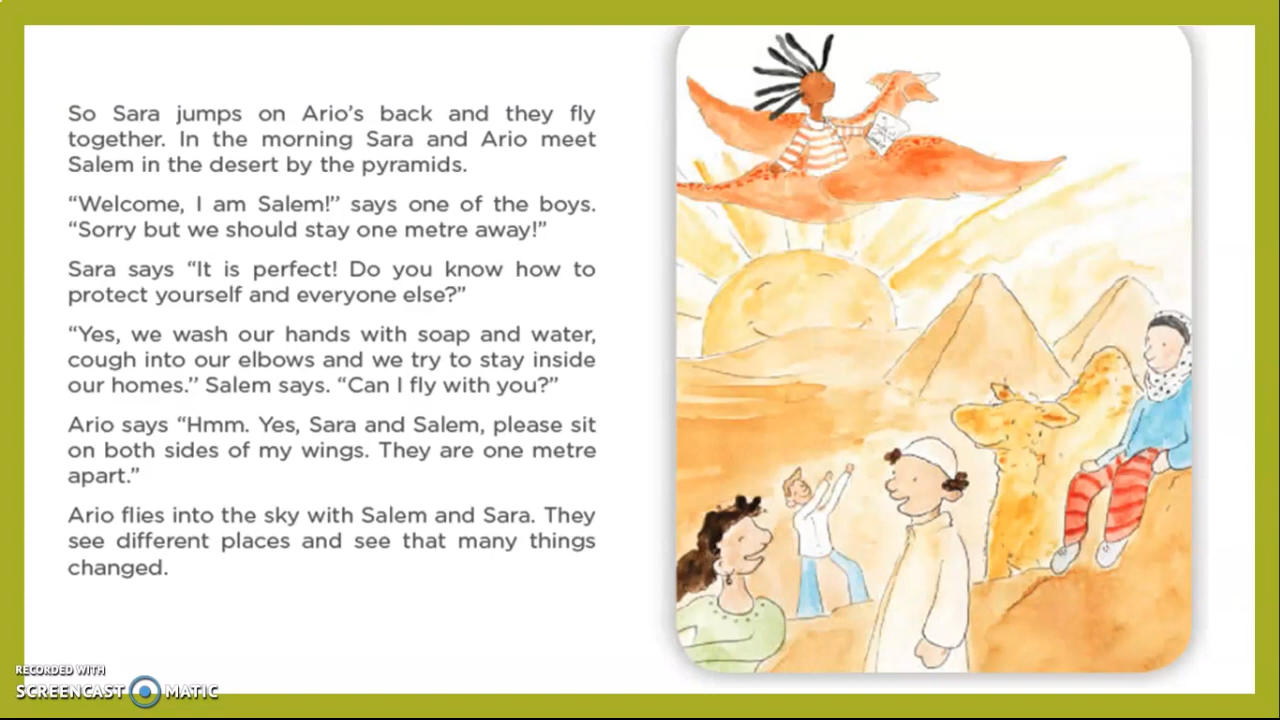 So Sara jumps on Ario’s back and they fly
together. In the morning Sara and Ario meet
Salem in the desert by the pyramids.
“Welcome, I am Salem!” says one of the boys.
“Sorry but we should stay one metre away!”
Sara says “It is perfect! Do you know how to
protect yourself and everyone else?”
“Yes, we wash our hands with soap and water,
cough into our elbows and we try to stay inside
our homes.” Salem says. “Can I fly with you?”
Ario says “Hmm. Yes, Sara and Salem, please sit
on both sides of my wings. They are one metre
apart.”
Ario flies into the sky with Salem and Sara. They
see different places and see that many things
changed.
RECORDED WITH
SCREENCAST MATIC